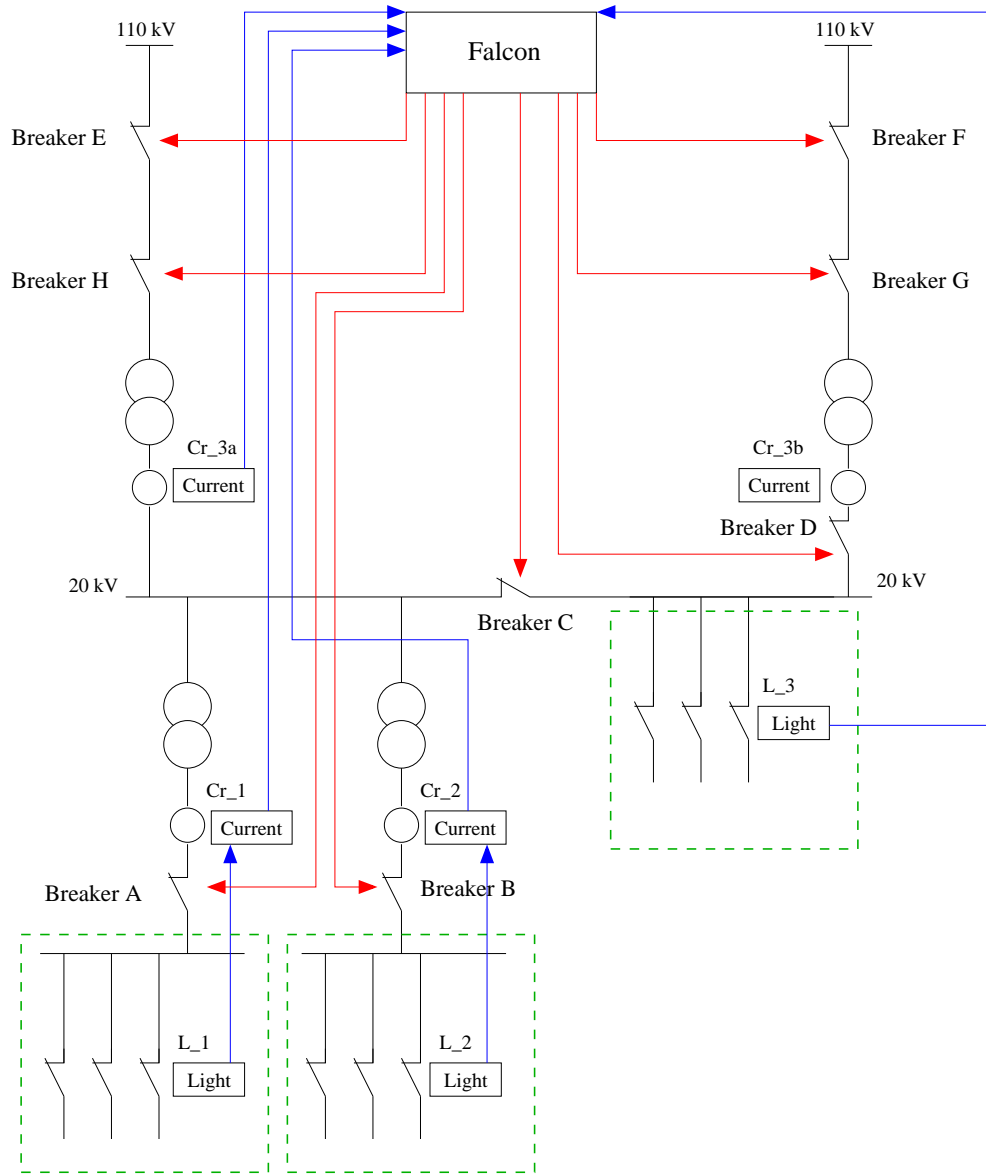 110 kV
Falcon
110 kV
Breaker E
Breaker F
Breaker H
Breaker G
Cr_3a
Current
Cr_3b
Current
Breaker D
20 kV
20 kV
Breaker C
L_3
Light
Cr_1
Current
Cr_2
Current
Breaker A
Breaker B
L_1
Light
L_2
Light